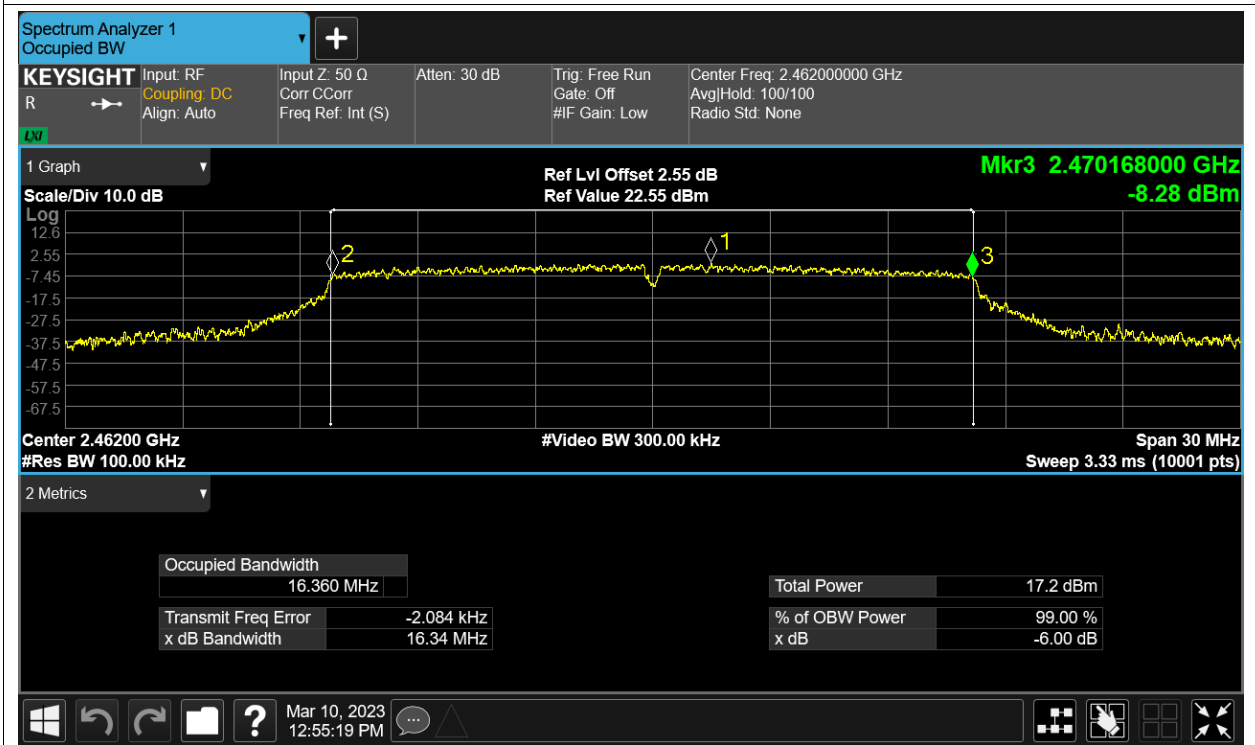 Spectrum Analyzer 1
Occupied BW
KEYSIGHT
R
LXI
Input: RF
Coupling: DC
Align: Auto
Input Z: 50 Ω
Corr CCorr
Freq Ref: Int (S)
Atten: 30 dB
Trig: Free Run
Gate: Off
#IF Gain: Low
Center Freq: 2.462000000 GHz
Avg|Hold: 100/100
Radio Std: None
1 Graph
Scale/Div 10.0 dB
Ref Lvl Offset 2.55 dB
Ref Value 22.55 dBm
Mkr3 2.470168000 GHz
-8.28 dBm
Log
12.6
2.55
-7.45
-17.5
-27.5
-37.5
-47.5
-57.5
-67.5
2
1
3
Center 2.46200 GHz
#Res BW 100.00 kHz
#Video BW 300.00 kHz
Span 30 MHz
Sweep 3.33 ms (10001 pts)
2 Metrics
Occupied Bandwidth
16.360 MHz
Transmit Freq Error -2.084 kHz
x dB Bandwidth 16.34 MHz
Total Power 17.2 dBm
% of OBW Power 99.00 %
x dB -6.00 dB
?
Mar 10, 2023
12:55:19 PM